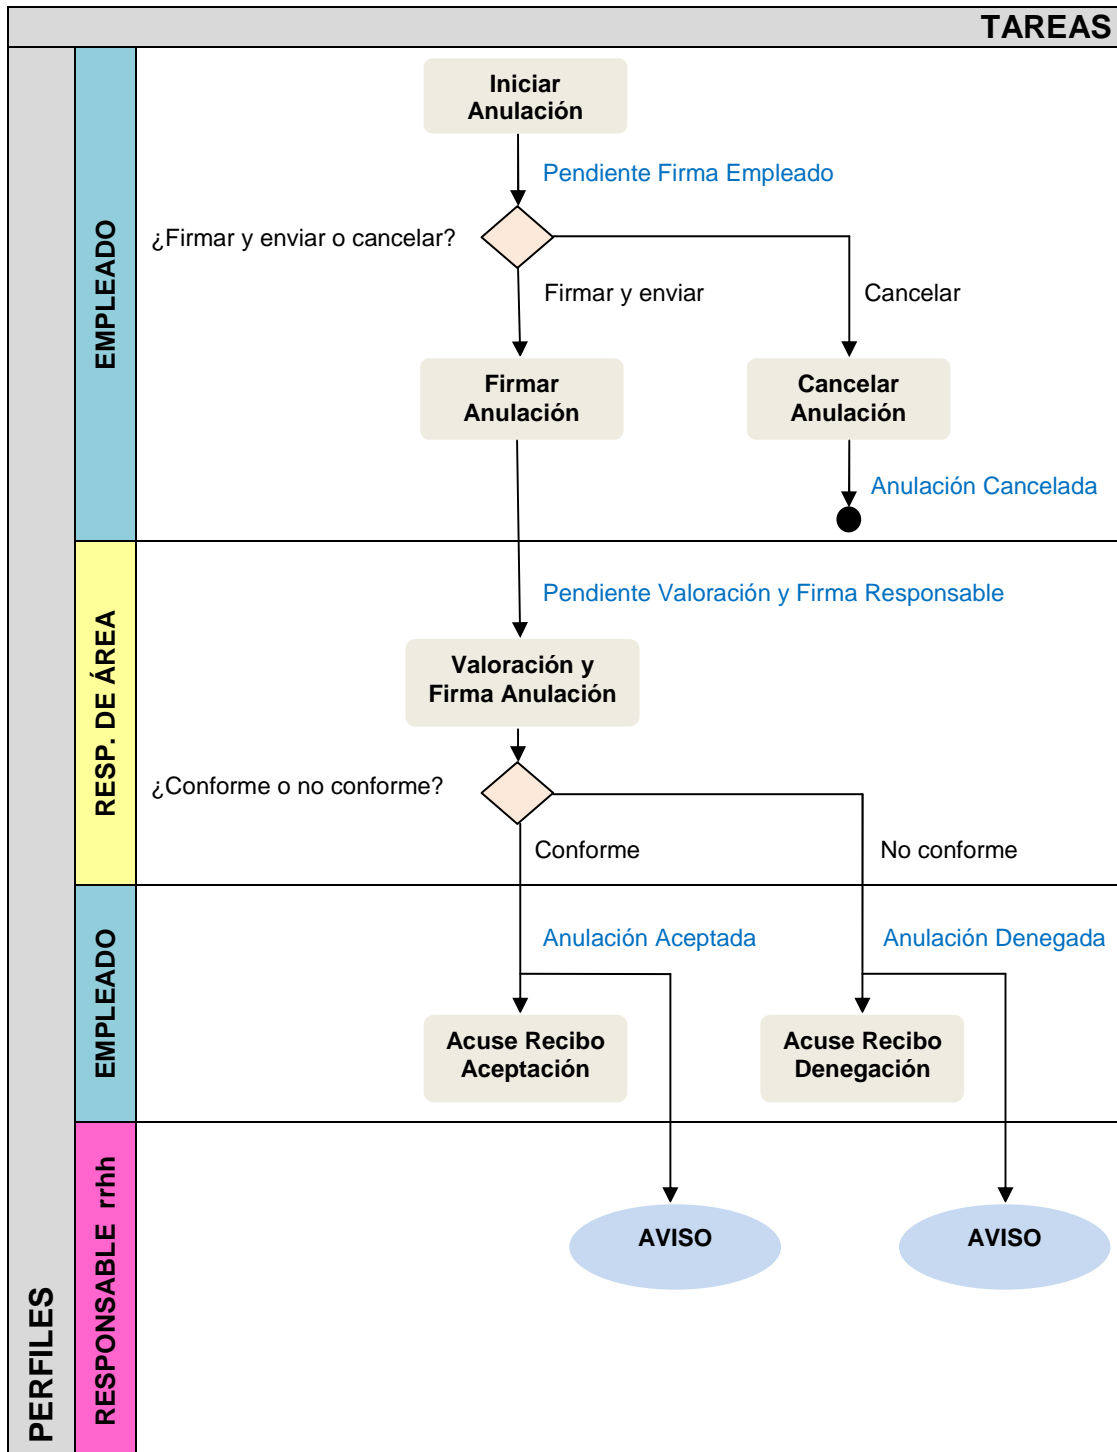 TAREAS
PERFILES
EMPLEADO
Iniciar
Anulación
Pendiente Firma Empleado
¿Firmar y enviar o cancelar?
Firmar y enviar
Cancelar
Firmar
Anulación
Cancelar
Anulación
Anulación Cancelada
RESP. DE ÁREA
Pendiente Valoración y Firma Responsable
Valoración y
Firma Anulación
¿Conforme o no conforme?
Conforme
No conforme
EMPLEADO
Anulación Aceptada
Anulación Denegada
Acuse Recibo
Aceptación
Acuse Recibo
Denegación
RESPONSABLE rrhh
AVISO
AVISO